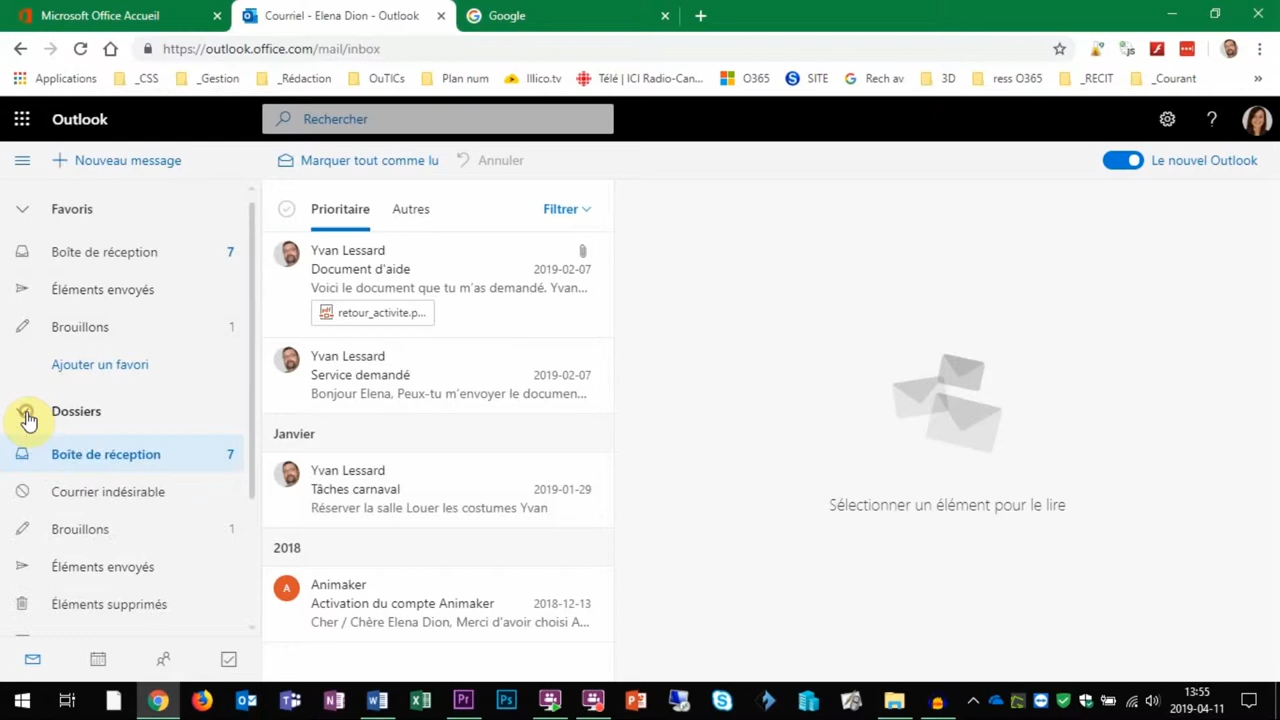 Microsoft Office Accueil
Courriel - Elena Dion - Outlook
Google
https://outlook.office.com/mail/inbox
Applications
_CSS
_Gestion
_Rédaction
OuTICs
Plan num
Illico.tv
Télé | ICI Radio-Can...
O365
SITE
Rech av
3D
ress O365
_RECIT
_Courant
»
Outlook
Rechercher
?
Nouveau message
Marquer tout comme lu
Annuler
Le nouvel Outlook
Favoris
Boîte de réception 7
Éléments envoyés
Brouillons 1
Ajouter un favori
Dossiers
Boîte de réception 7
Courrier indésirable
Brouillons 1
Éléments envoyés
Éléments supprimés
Prioritaire
Autres
Filtrer
Yvan Lessard
Document d'aide 2019-02-07
Voici le document que tu m'as demandé. Yvan...
retour_activite.p...
Yvan Lessard
Service demandé 2019-02-07
Bonjour Elena, Peux-tu m'envoyer le documen...
Janvier
Yvan Lessard
Tâches carnaval 2019-01-29
Réserver la salle Louer les costumes Yvan
2018
A
Animaker
Activation du compte Animaker 2018-12-13
Cher / Chère Elena Dion, Merci d'avoir choisi A...
Sélectionner un élément pour le lire
13:55
2019-04-11